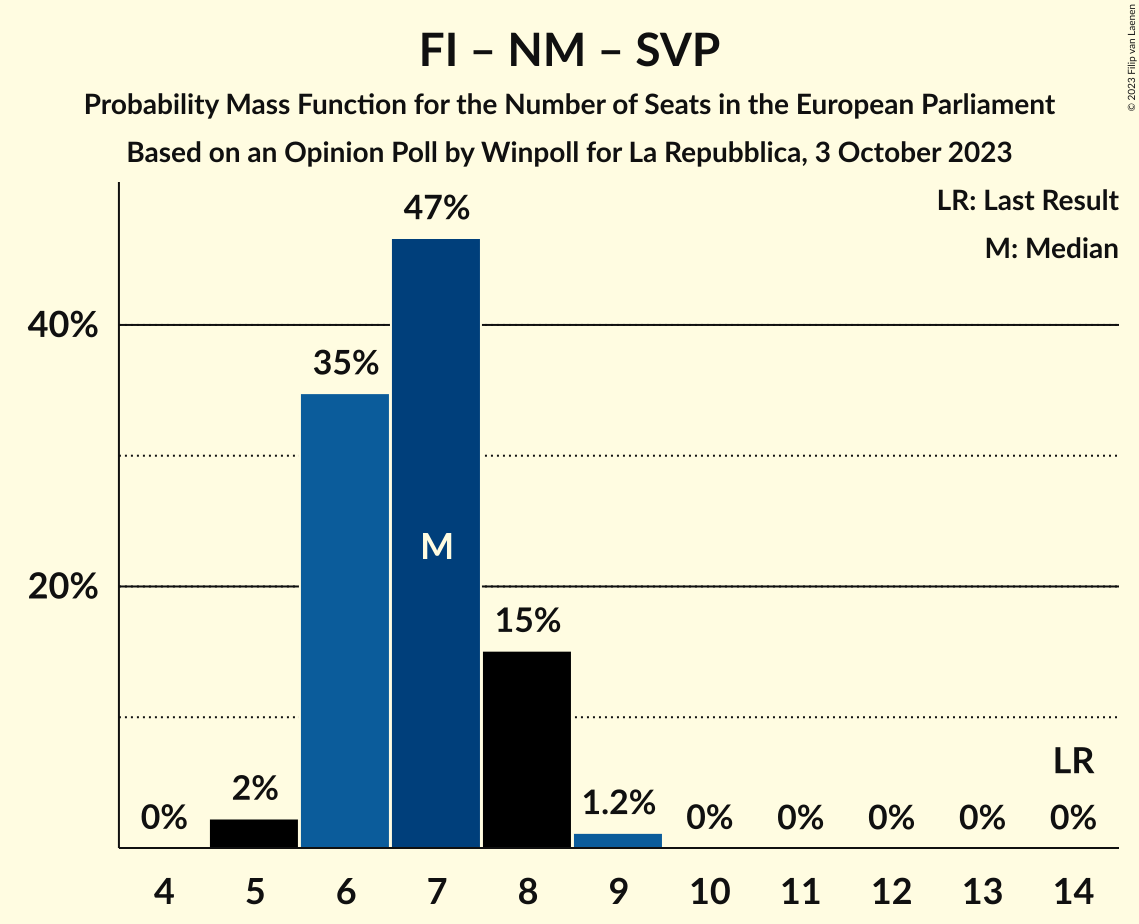 FI – NM – SVP
Probability Mass Function for the Number of Seats in the European Parliament
Based on an Opinion Poll by Winpoll for La Repubblica, 3 October 2023
© 2023 Filip van Laenen
LR: Last Result
M: Median
47%
40%
35%
M
20%
15%
LR
0% 2% 1.2% 0% 0% 0% 0% 0%
4 5 6 7 8 9 10 11 12 13 14